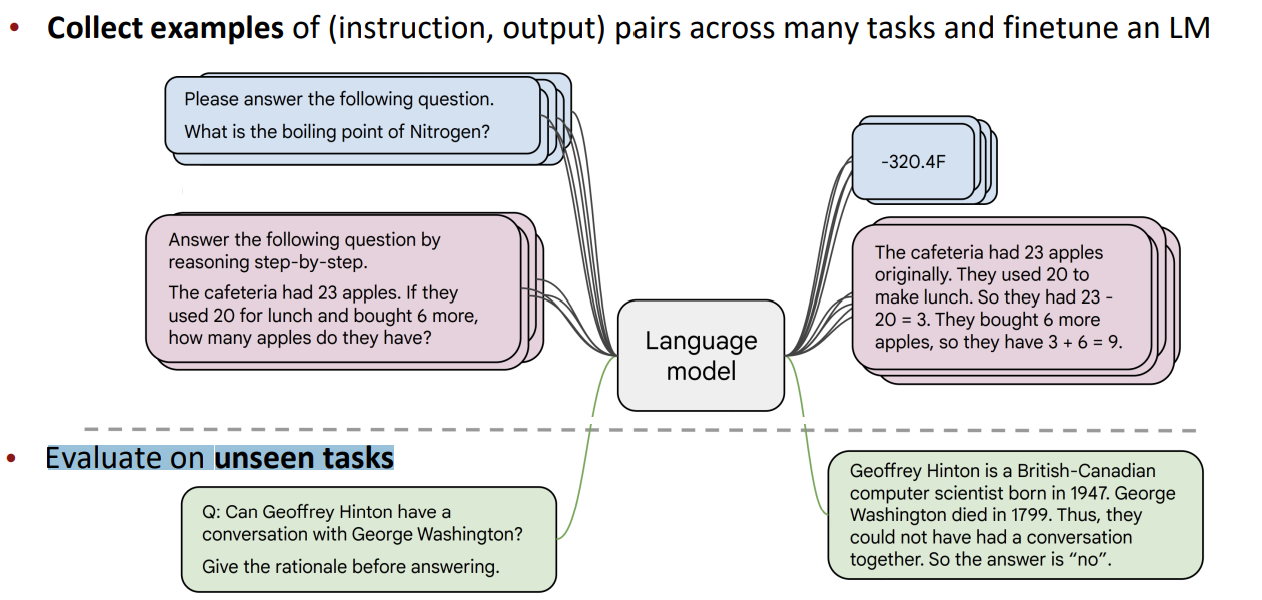 • Collect examples of (instruction, output) pairs across many tasks and finetune an LM
Please answer the following question.
What is the boiling point of Nitrogen?
-320.4F
Answer the following question by
reasoning step-by-step.
The cafeteria had 23 apples. If they
used 20 for lunch and bought 6 more,
how many apples do they have?
Language
model
The cafeteria had 23 apples
originally. They used 20 to
make lunch. So they had 23 -
20 = 3. They bought 6 more
apples, so they have 3 + 6 = 9.
• Evaluate on unseen tasks
Q: Can Geoffrey Hinton have a
conversation with George Washington?
Give the rationale before answering.
Geoffrey Hinton is a British-Canadian
computer scientist born in 1947. George
Washington died in 1799. Thus, they
could not have had a conversation
together. So the answer is “no”.